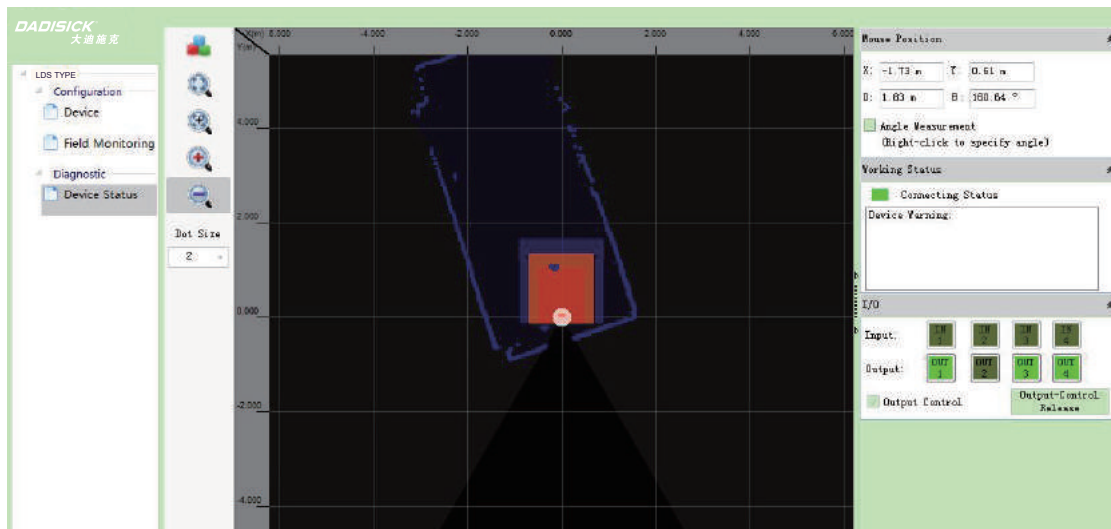 DADISICK
大迪施克
LDS TYPE
Configuration
Device
Field Monitoring
Diagnostic
Device Status
Dot Size
2
X(m)
Y(m)
-4.000
-2.000
0.000
2.000
4.000
6.000
4.000
2.000
0.000
-2.000
-4.000
Mouse Position
X: -1.73 m Y: 0.61 m
D: 1.83 m θ: 160.64 °
Angle Measurement
(Right-click to specify angle)
Working Status
Connecting Status
Device Warning:
I/O
Input: IN 1 IN 2 IN 3 IN 4
Output: OUT 1 OUT 2 OUT 3 OUT 4
Output Control
Output-Control Release